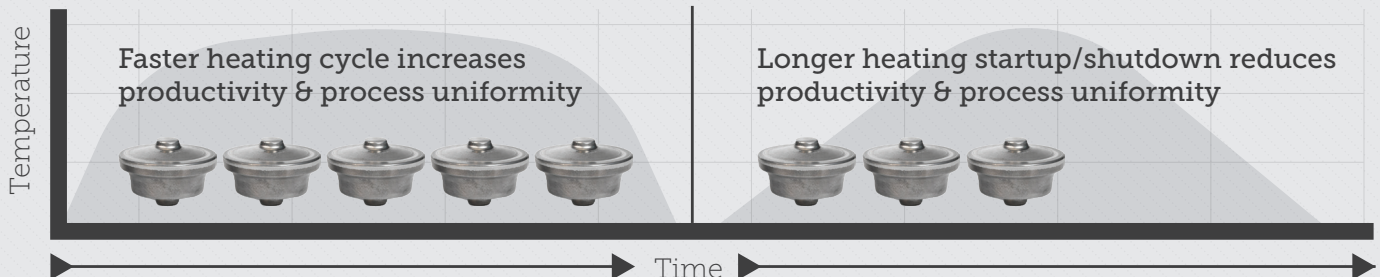 Temperature
Faster heating cycle increases
productivity & process uniformity
Longer heating startup/shutdown reduces
productivity & process uniformity
Time